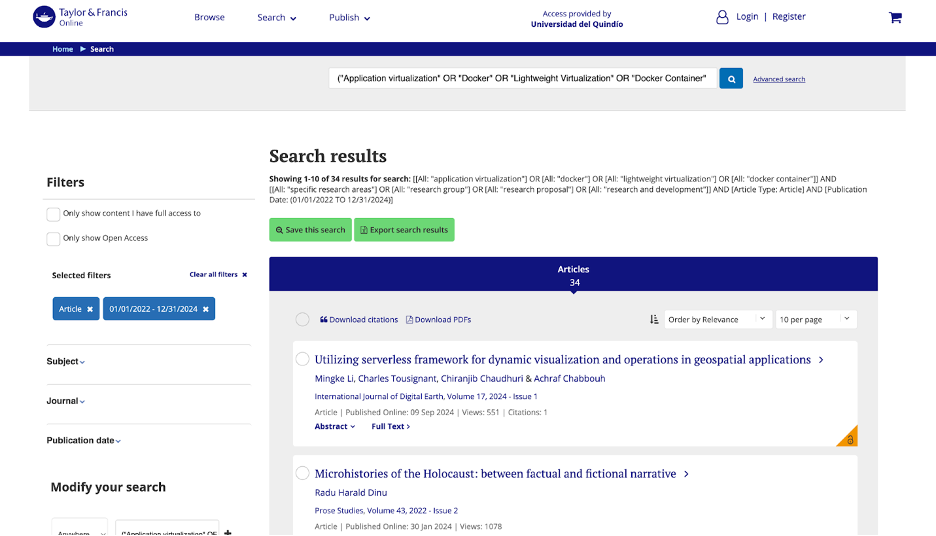 Taylor & Francis
Online
Browse
Search
Publish
Access provided by
Universidad del Quindío
Login | Register
Home ▶ Search
("Application virtualization" OR "Docker" OR "Lightweight Virtualization" OR "Docker Container"
Advanced search
Search results
Showing 1-10 of 34 results for search: [[All: "application virtualization"] OR [All: "docker"] OR [All: "lightweight virtualization"] OR [All: "docker container"]] AND
[[All: "specific research areas"] OR [All: "research group"] OR [All: "research proposal"] OR [All: "research and development"]] AND [Article Type: Article] AND [Publication
Date: (01/01/2022 TO 12/31/2024)]
Filters
Only show content I have full access to
Only show Open Access
Selected filters
Clear all filters ×
Article ×
01/01/2022 - 12/31/2024 ×
Subject
Journal
Publication date
Modify your search
Anywhere
("Application virtualization" OF
+
Save this search
Export search results
Articles
34
Download citations
Download PDFs
Order by Relevance
10 per page
Utilizing serverless framework for dynamic visualization and operations in geospatial applications >
Mingke Li, Charles Tousignant, Chiranjib Chaudhuri & Achraf Chabbouh
International Journal of Digital Earth, Volume 17, 2024 - Issue 1
Article | Published Online: 09 Sep 2024 | Views: 551 | Citations: 1
Abstract
Full Text >
Microhistories of the Holocaust: between factual and fictional narrative >
Radu Harald Dinu
Prose Studies, Volume 43, 2022 - Issue 2
Article | Published Online: 30 Jan 2024 | Views: 1078